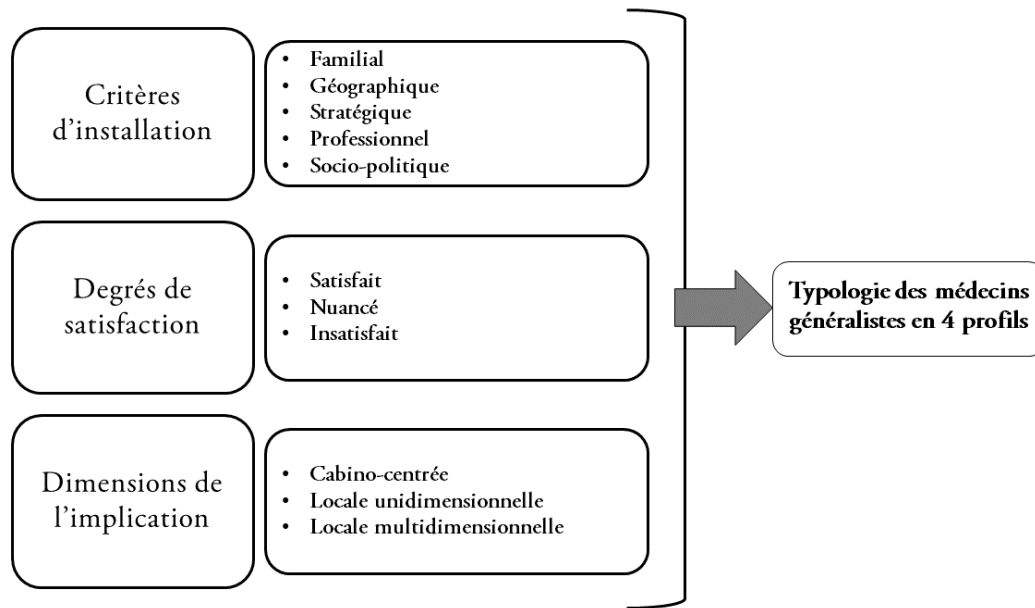 Critères
d’installation
• Familial
• Géographique
• Stratégique
• Professionnel
• Socio-politique
Degrés de
satisfaction
• Satisfait
• Nuancé
• Insatisfait
Dimensions de
l’implication
• Cabino-centrée
• Locale unidimensionnelle
• Locale multidimensionnelle
Typologie des médecins
généralistes en 4 profils